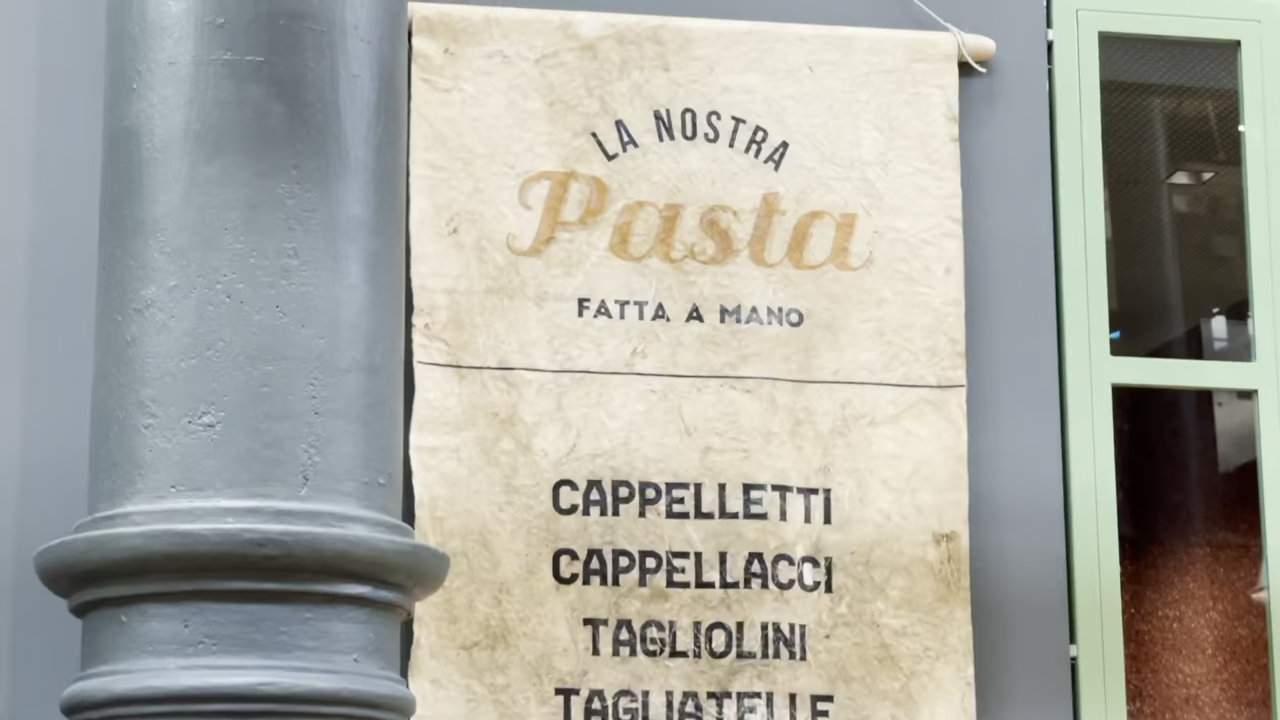 LA NOSTRA
Pasta
FATTA A MANO
CAPPELLETTI
CAPPELLACCI
TAGLIOLINI
TAGLIATELLE